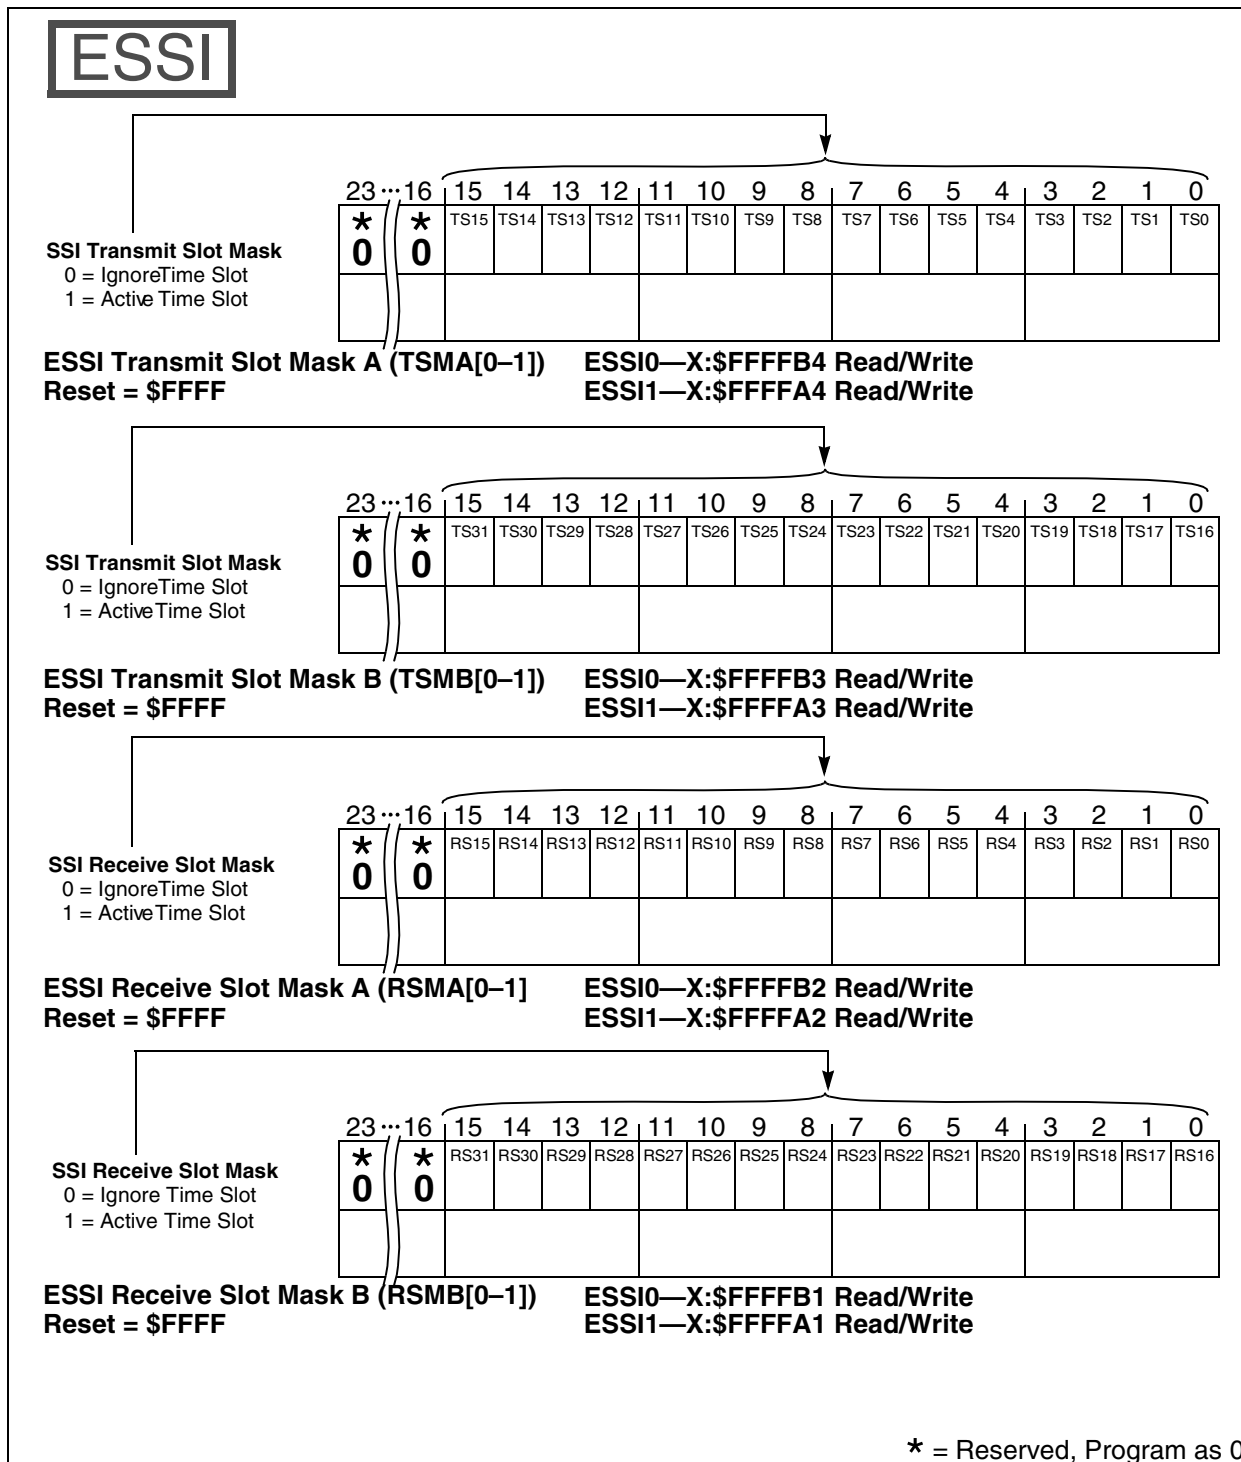 ESSI
23 ··· 16 15 14 13 12 11 10 9 8 7 6 5 4 3 2 1 0
* * TS15 TS14 TS13 TS12 TS11 TS10 TS9 TS8 TS7 TS6 TS5 TS4 TS3 TS2 TS1 TS0
0 0
SSI Transmit Slot Mask
0 = IgnoreTime Slot
1 = Active Time Slot
ESSI Transmit Slot Mask A (TSMA[0–1]) ESSI0—X:$FFFFB4 Read/Write
Reset = $FFFF ESSI1—X:$FFFFA4 Read/Write
23 ··· 16 15 14 13 12 11 10 9 8 7 6 5 4 3 2 1 0
* * TS31 TS30 TS29 TS28 TS27 TS26 TS25 TS24 TS23 TS22 TS21 TS20 TS19 TS18 TS17 TS16
0 0
SSI Transmit Slot Mask
0 = IgnoreTime Slot
1 = ActiveTime Slot
ESSI Transmit Slot Mask B (TSMB[0–1]) ESSI0—X:$FFFFB3 Read/Write
Reset = $FFFF ESSI1—X:$FFFFA3 Read/Write
23 ··· 16 15 14 13 12 11 10 9 8 7 6 5 4 3 2 1 0
* * RS15 RS14 RS13 RS12 RS11 RS10 RS9 RS8 RS7 RS6 RS5 RS4 RS3 RS2 RS1 RS0
0 0
SSI Receive Slot Mask
0 = IgnoreTime Slot
1 = ActiveTime Slot
ESSI Receive Slot Mask A (RSMA[0–1] ESSI0—X:$FFFFB2 Read/Write
Reset = $FFFF ESSI1—X:$FFFFA2 Read/Write
23 ··· 16 15 14 13 12 11 10 9 8 7 6 5 4 3 2 1 0
* * RS31 RS30 RS29 RS28 RS27 RS26 RS25 RS24 RS23 RS22 RS21 RS20 RS19 RS18 RS17 RS16
0 0
SSI Receive Slot Mask
0 = Ignore Time Slot
1 = Active Time Slot
ESSI Receive Slot Mask B (RSMB[0–1]) ESSI0—X:$FFFFB1 Read/Write
Reset = $FFFF ESSI1—X:$FFFFA1 Read/Write
* = Reserved, Program as 0